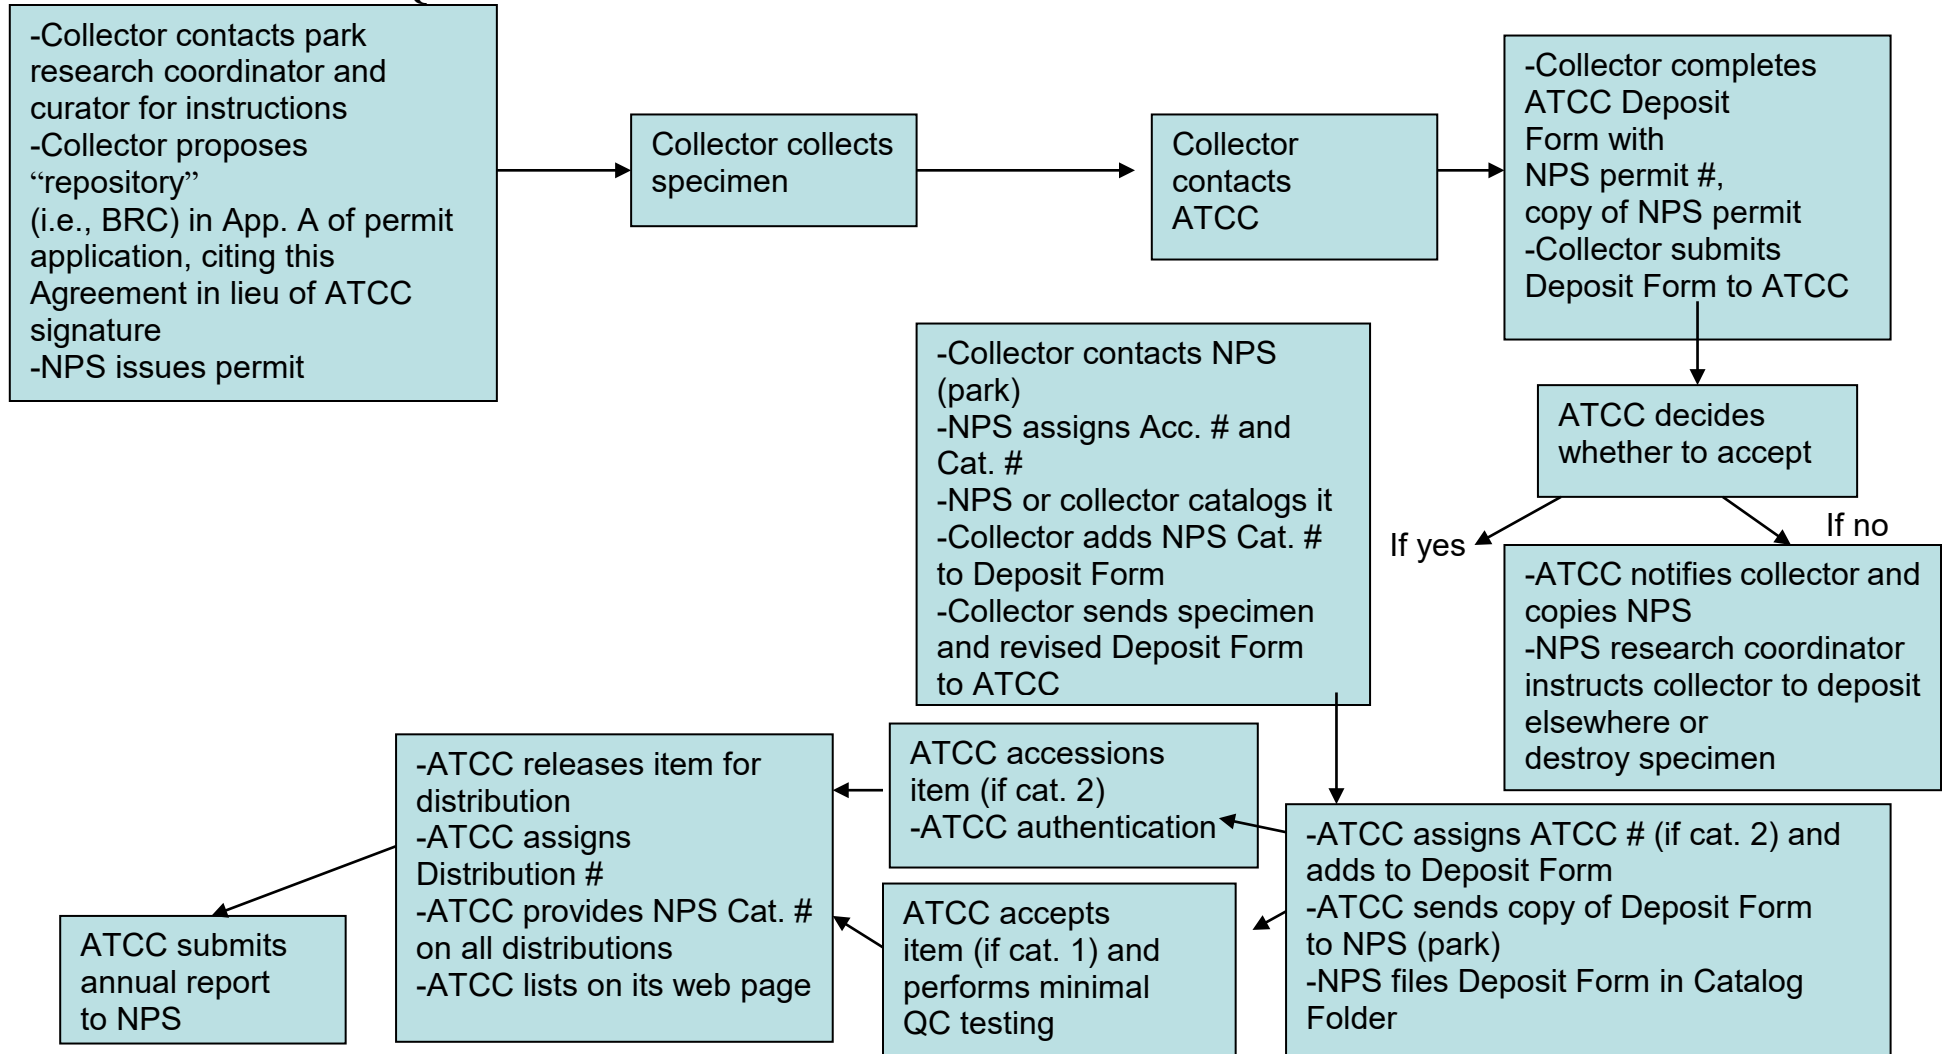 -Collector contacts park
research coordinator and
curator for instructions
-Collector proposes
“repository”
(i.e., BRC) in App. A of permit
application, citing this
Agreement in lieu of ATCC
signature
-NPS issues permit
Collector collects
specimen
Collector
contacts
ATCC
-Collector completes
ATCC Deposit
Form with
NPS permit #,
copy of NPS permit
-Collector submits
Deposit Form to ATCC
ATCC decides
whether to accept
If yes
If no
-ATCC notifies collector and
copies NPS
-NPS research coordinator
instructs collector to deposit
elsewhere or
destroy specimen
-Collector contacts NPS
(park)
-NPS assigns Acc. # and
Cat. #
-NPS or collector catalogs it
-Collector adds NPS Cat. #
to Deposit Form
-Collector sends specimen
and revised Deposit Form
to ATCC
-ATCC assigns ATCC # (if cat. 2) and
adds to Deposit Form
-ATCC sends copy of Deposit Form
to NPS (park)
-NPS files Deposit Form in Catalog
Folder
ATCC accessions
item (if cat. 2)
-ATCC authentication
ATCC accepts
item (if cat. 1) and
performs minimal
QC testing
-ATCC releases item for
distribution
-ATCC assigns
Distribution #
-ATCC provides NPS Cat. #
on all distributions
-ATCC lists on its web page
ATCC submits
annual report
to NPS